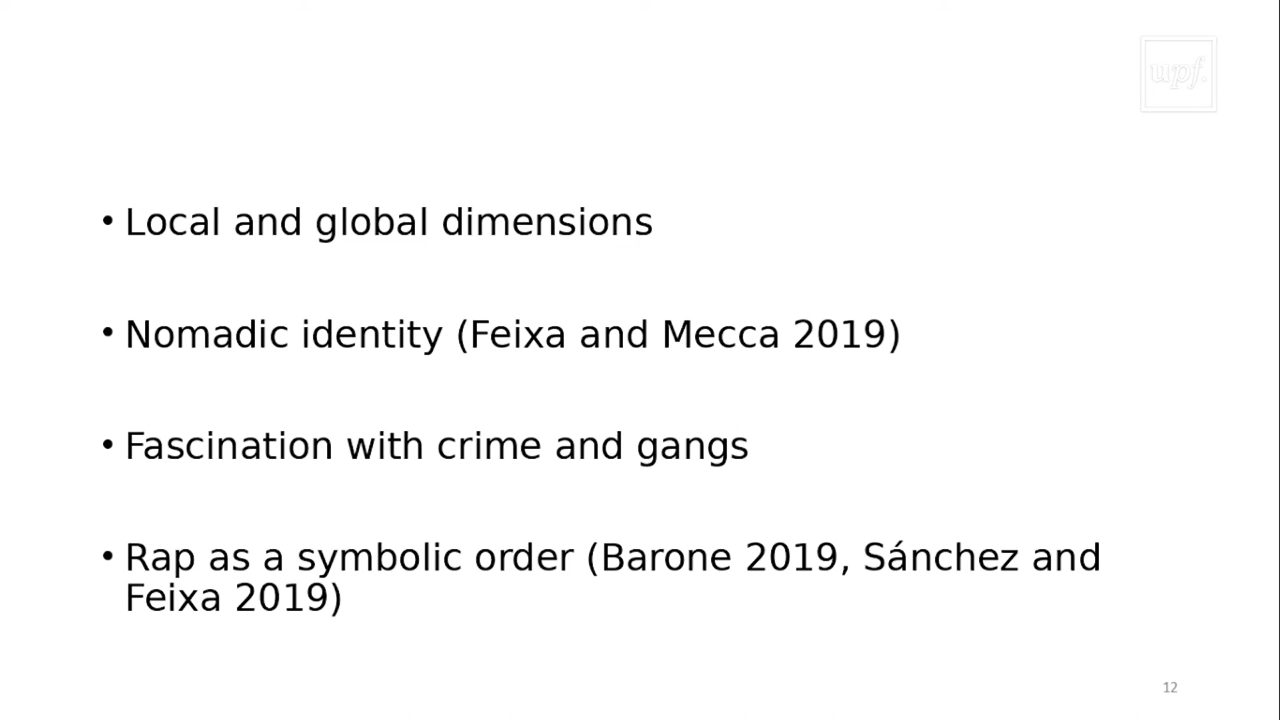 upf.
• Local and global dimensions
• Nomadic identity (Feixa and Mecca 2019)
• Fascination with crime and gangs
• Rap as a symbolic order (Barone 2019, Sánchez and
Feixa 2019)
12